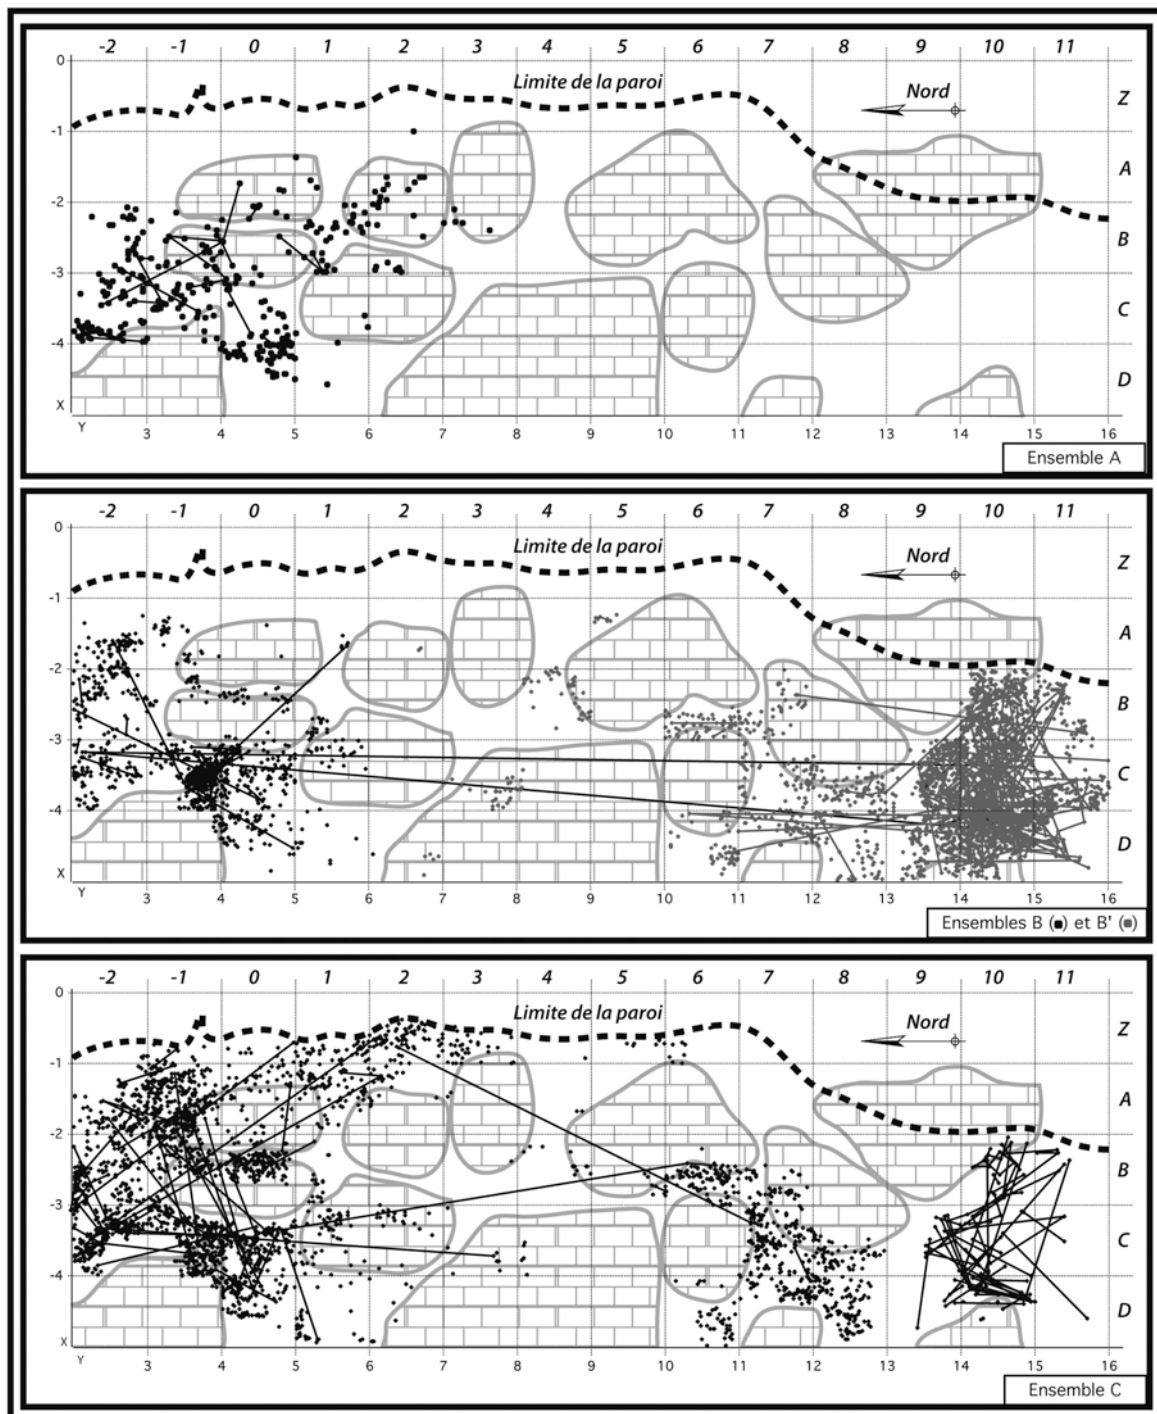 -2 -1 0 1 2 3 4 5 6 7 8 9 10 11
0
Limite de la paroi
Nord
Z
-1
A
-2
B
-3
C
-4
D
X
Y 3 4 5 6 7 8 9 10 11 12 13 14 15 16
Ensemble A
-2 -1 0 1 2 3 4 5 6 7 8 9 10 11
0
Limite de la paroi
Nord
Z
-1
A
-2
B
-3
C
-4
D
X
Y 3 4 5 6 7 8 9 10 11 12 13 14 15 16
Ensembles B (■) et B' (■)
-2 -1 0 1 2 3 4 5 6 7 8 9 10 11
0
Limite de la paroi
Nord
Z
-1
A
-2
B
-3
C
-4
D
X
Y 3 4 5 6 7 8 9 10 11 12 13 14 15 16
Ensemble C